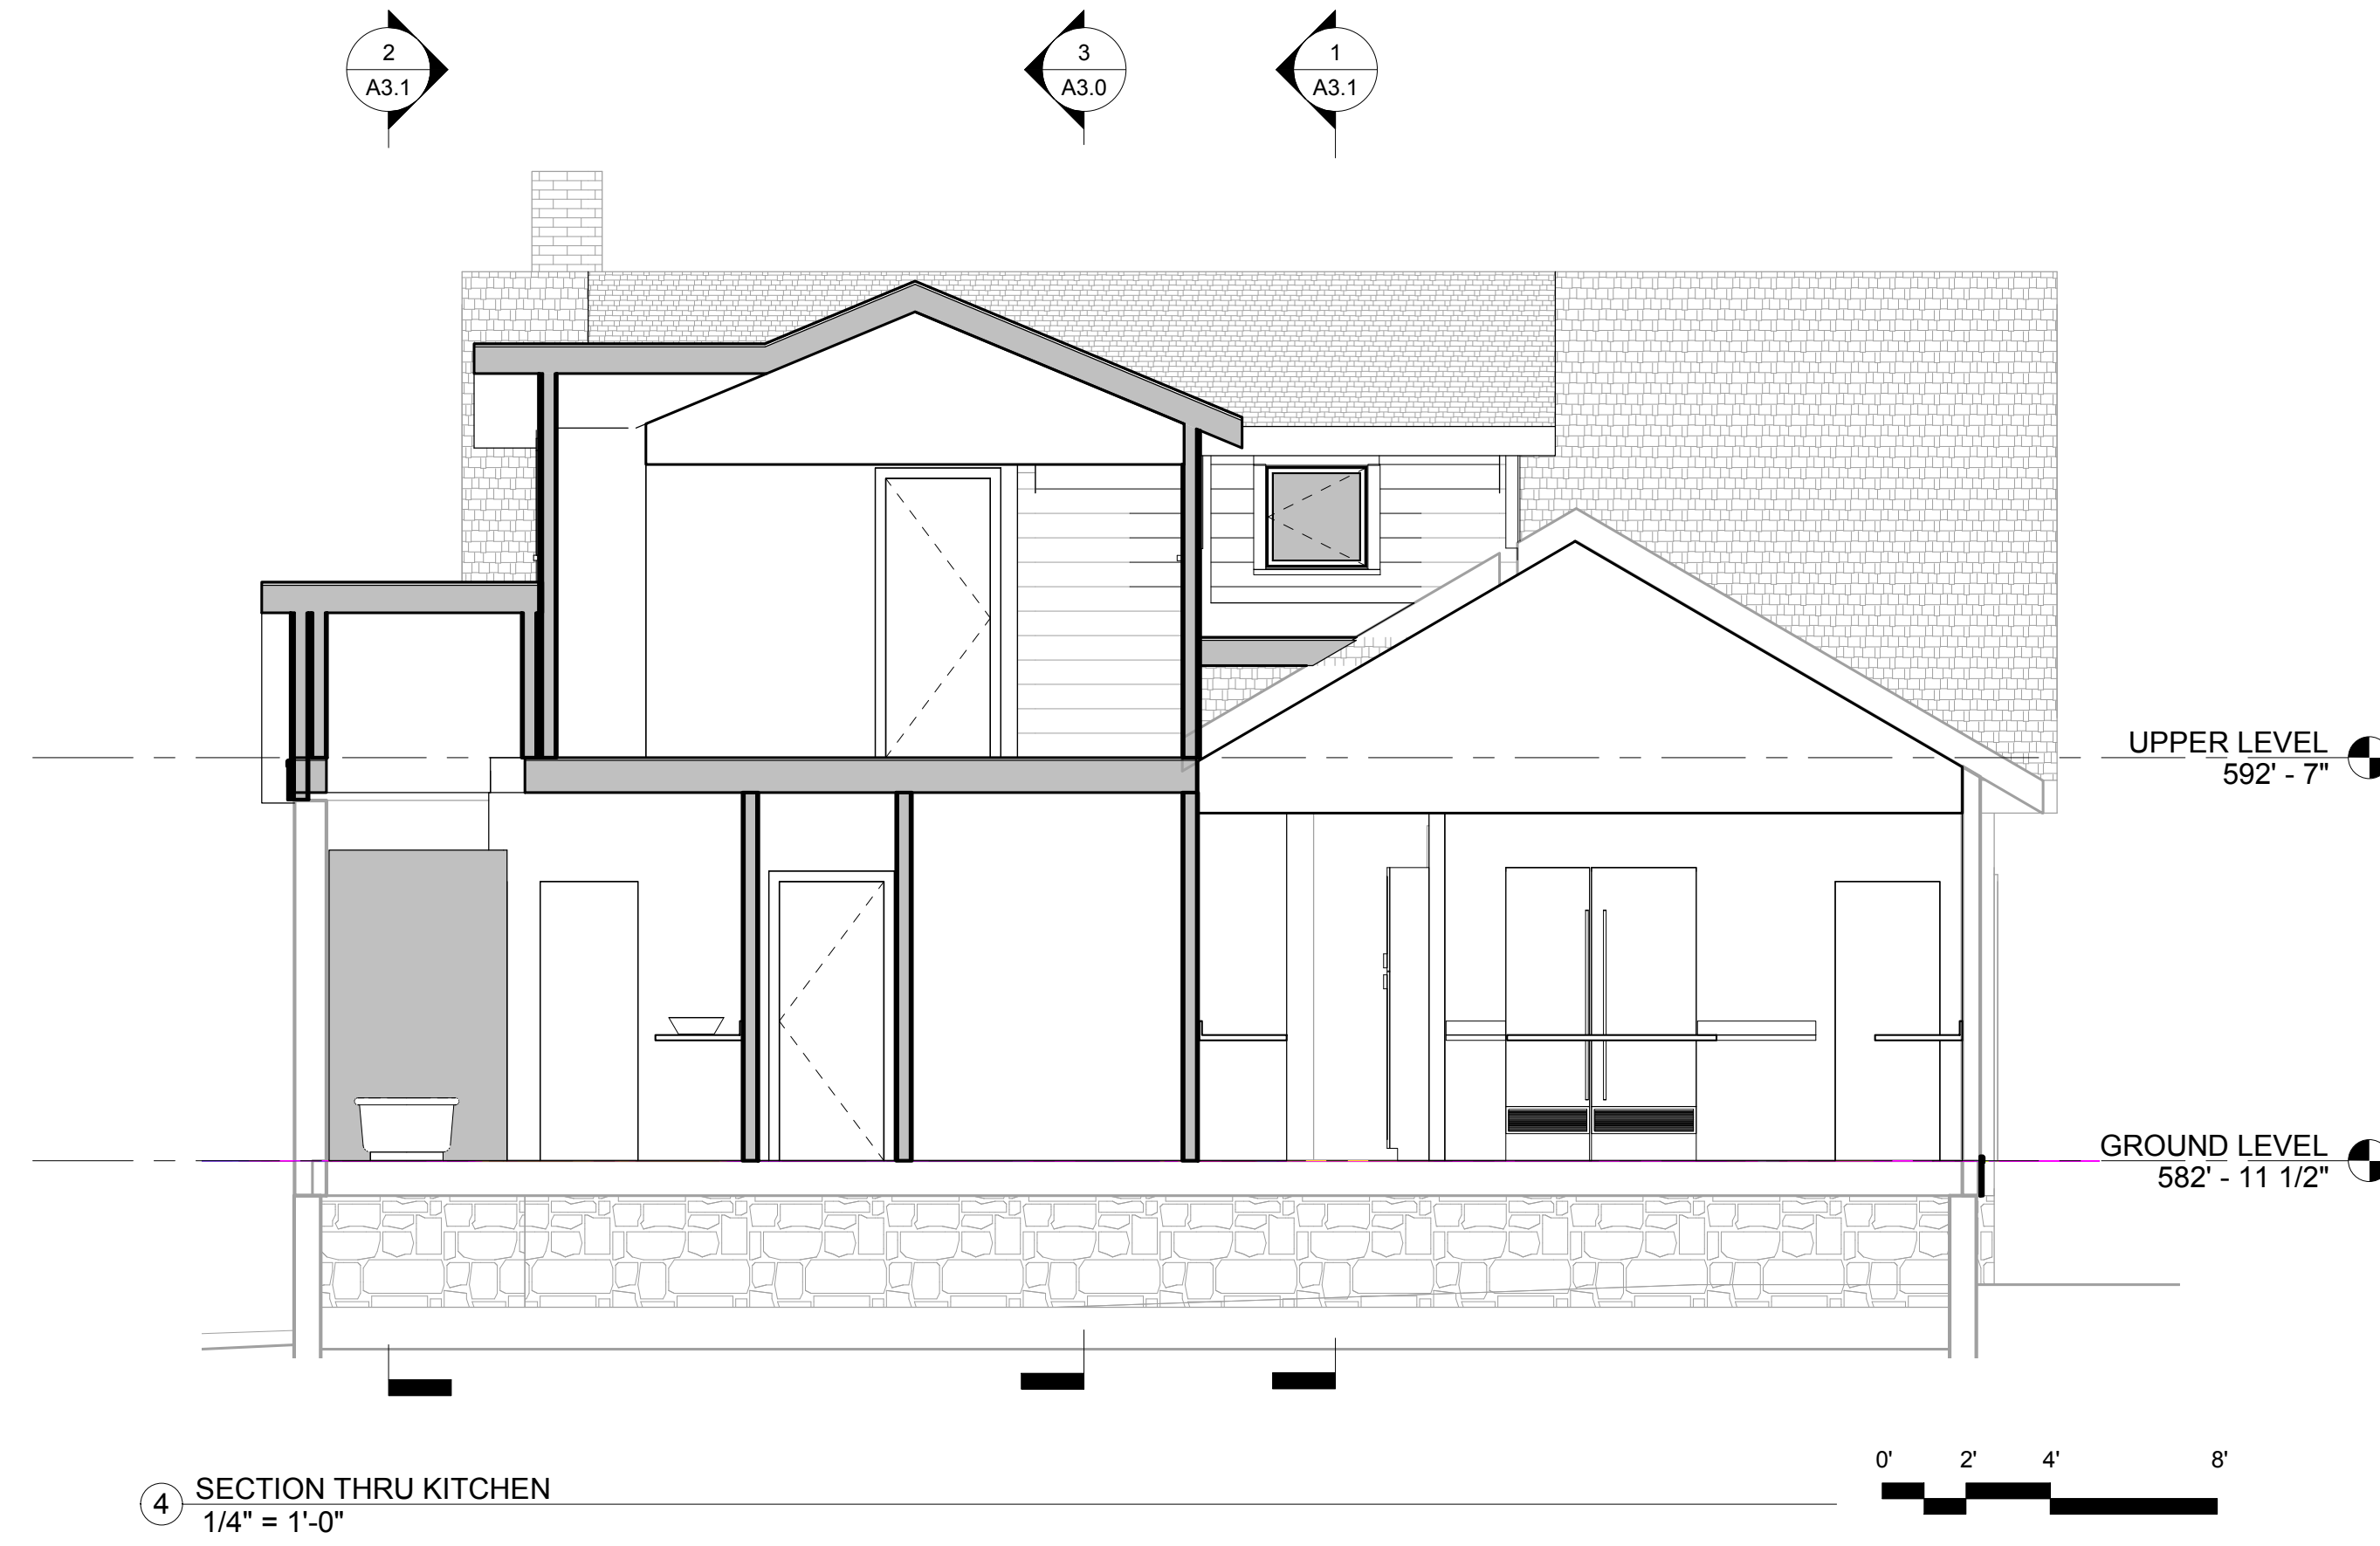 2
A3.1
3
A3.0
1
A3.1
UPPER LEVEL
592' - 7"
GROUND LEVEL
582' - 11 1/2"
0' 2' 4' 8'
4 SECTION THRU KITCHEN
1/4" = 1'-0"